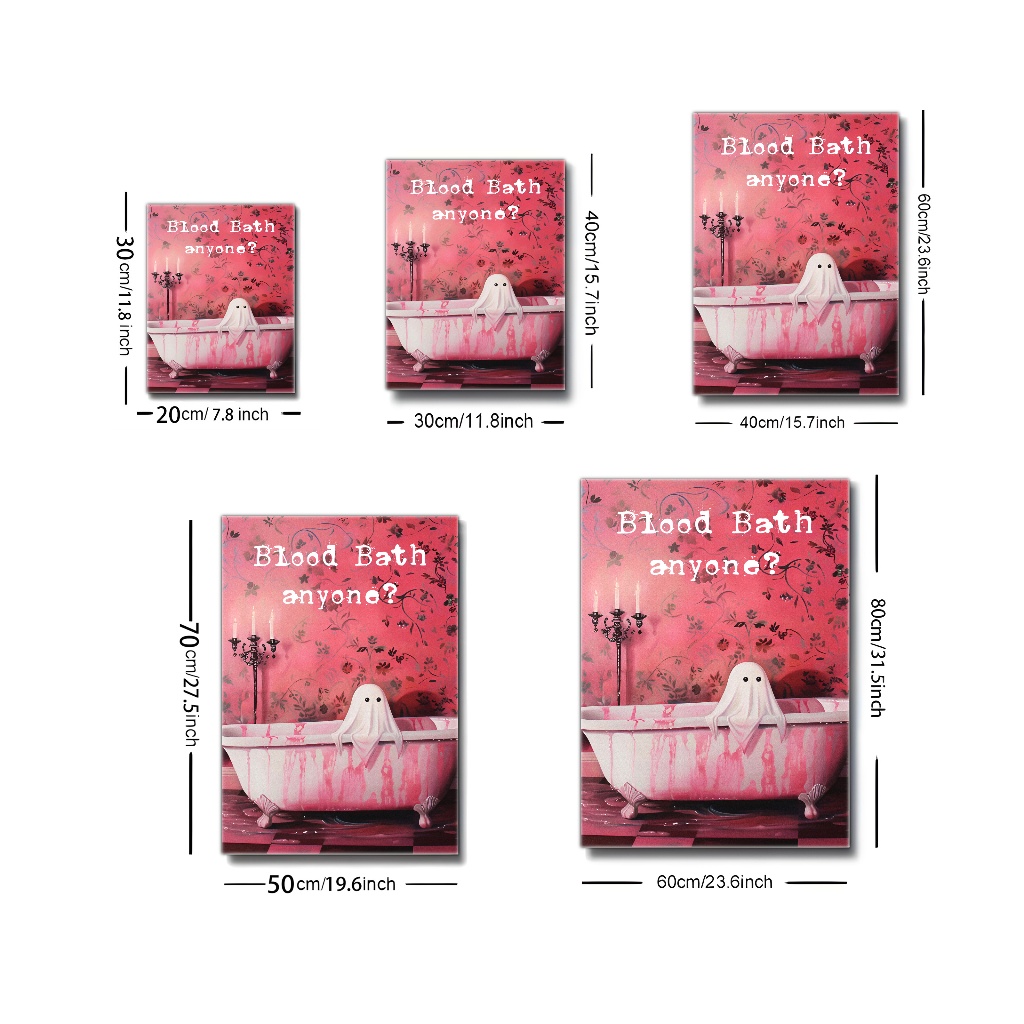 Blood Bath
anyone?
30cm/11.8 inch
20cm/7.8 inch
Blood Bath
anyone?
40cm/15.7inch
30cm/11.8inch
Blood Bath
anyone?
60cm/23.6inch
40cm/15.7inch
Blood Bath
anyone?
70cm/27.5inch
50cm/19.6inch
Blood Bath
anyone?
80cm/31.5inch
60cm/23.6inch